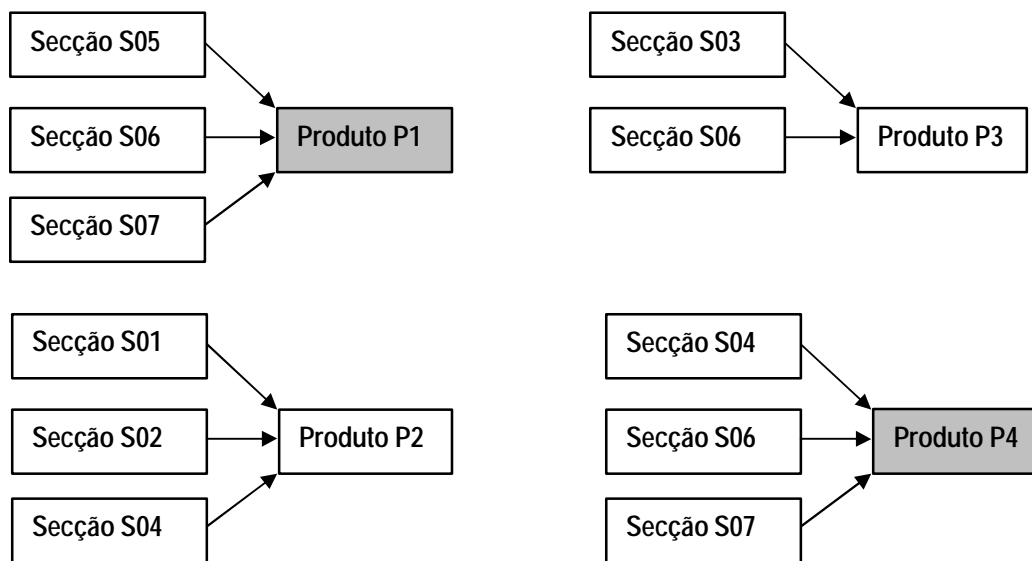 Secção S05
Secção S06
Produto P1
Secção S07
Secção S03
Secção S06
Produto P3
Secção S01
Secção S02
Produto P2
Secção S04
Secção S04
Secção S06
Produto P4
Secção S07